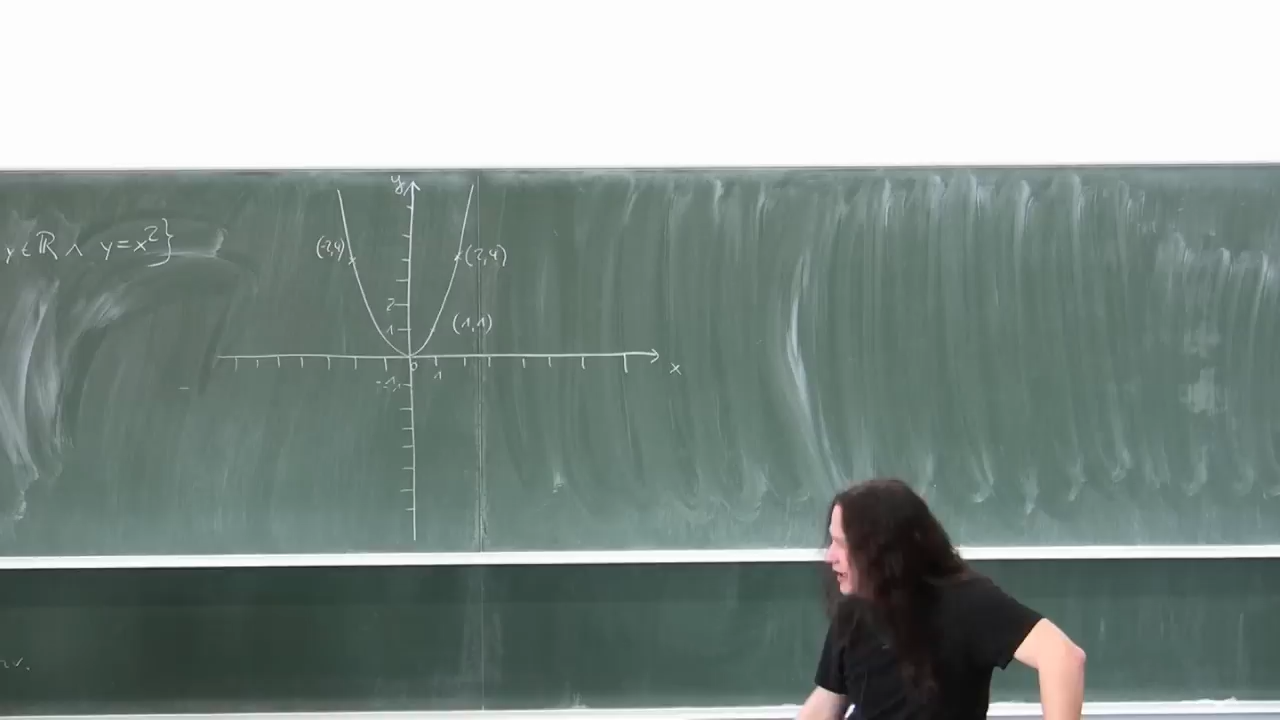 y
y∈ℝ ∧ y=x²}
(-2,4)
(2,4)
2
1
(1,1)
0
1
x
-1